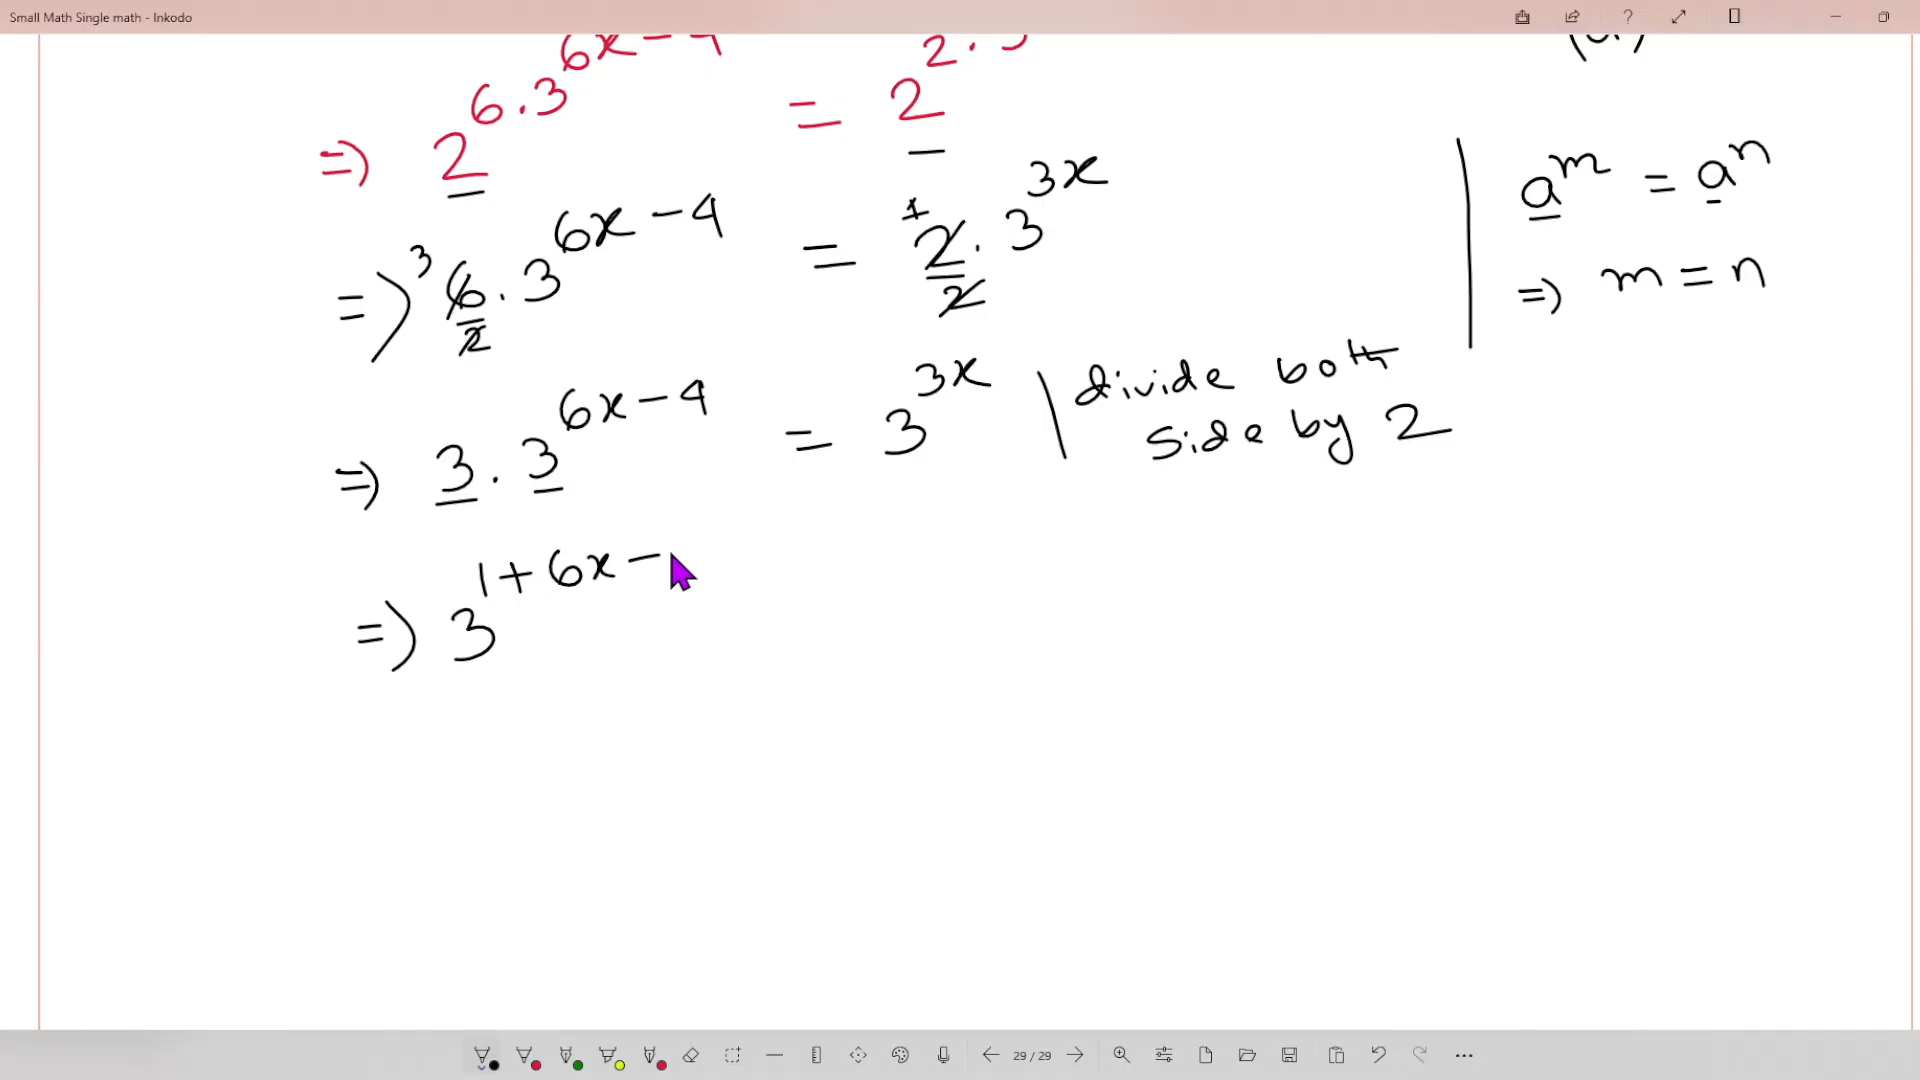 Small Math Single math - Inkodo
=> 2^{6.3^{6x-4}} = 2^{2.3}
=> 6/2 . 3^{6x-4} = 2/2 . 3^{3x}
3 1
a^m = a^n
=> m = n
=> 3 . 3^{6x-4} = 3^{3x} | divide both
side by 2
=> 3^{1+6x-
29 / 29